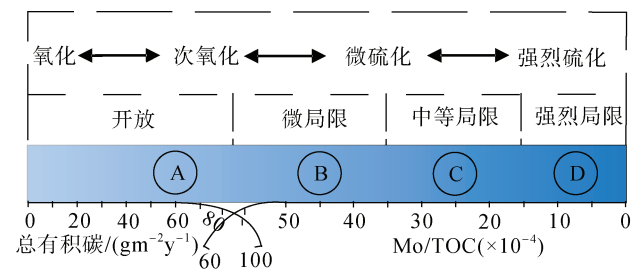 氧化 次氧化 微硫化 强烈硫化
开放 微局限 中等局限 强烈局限
A B C D
0 20 40 60 80 50 40 30 20 10 0
总有积碳/(gm⁻²y⁻¹) 60 100 Mo/TOC(×10⁻⁴)